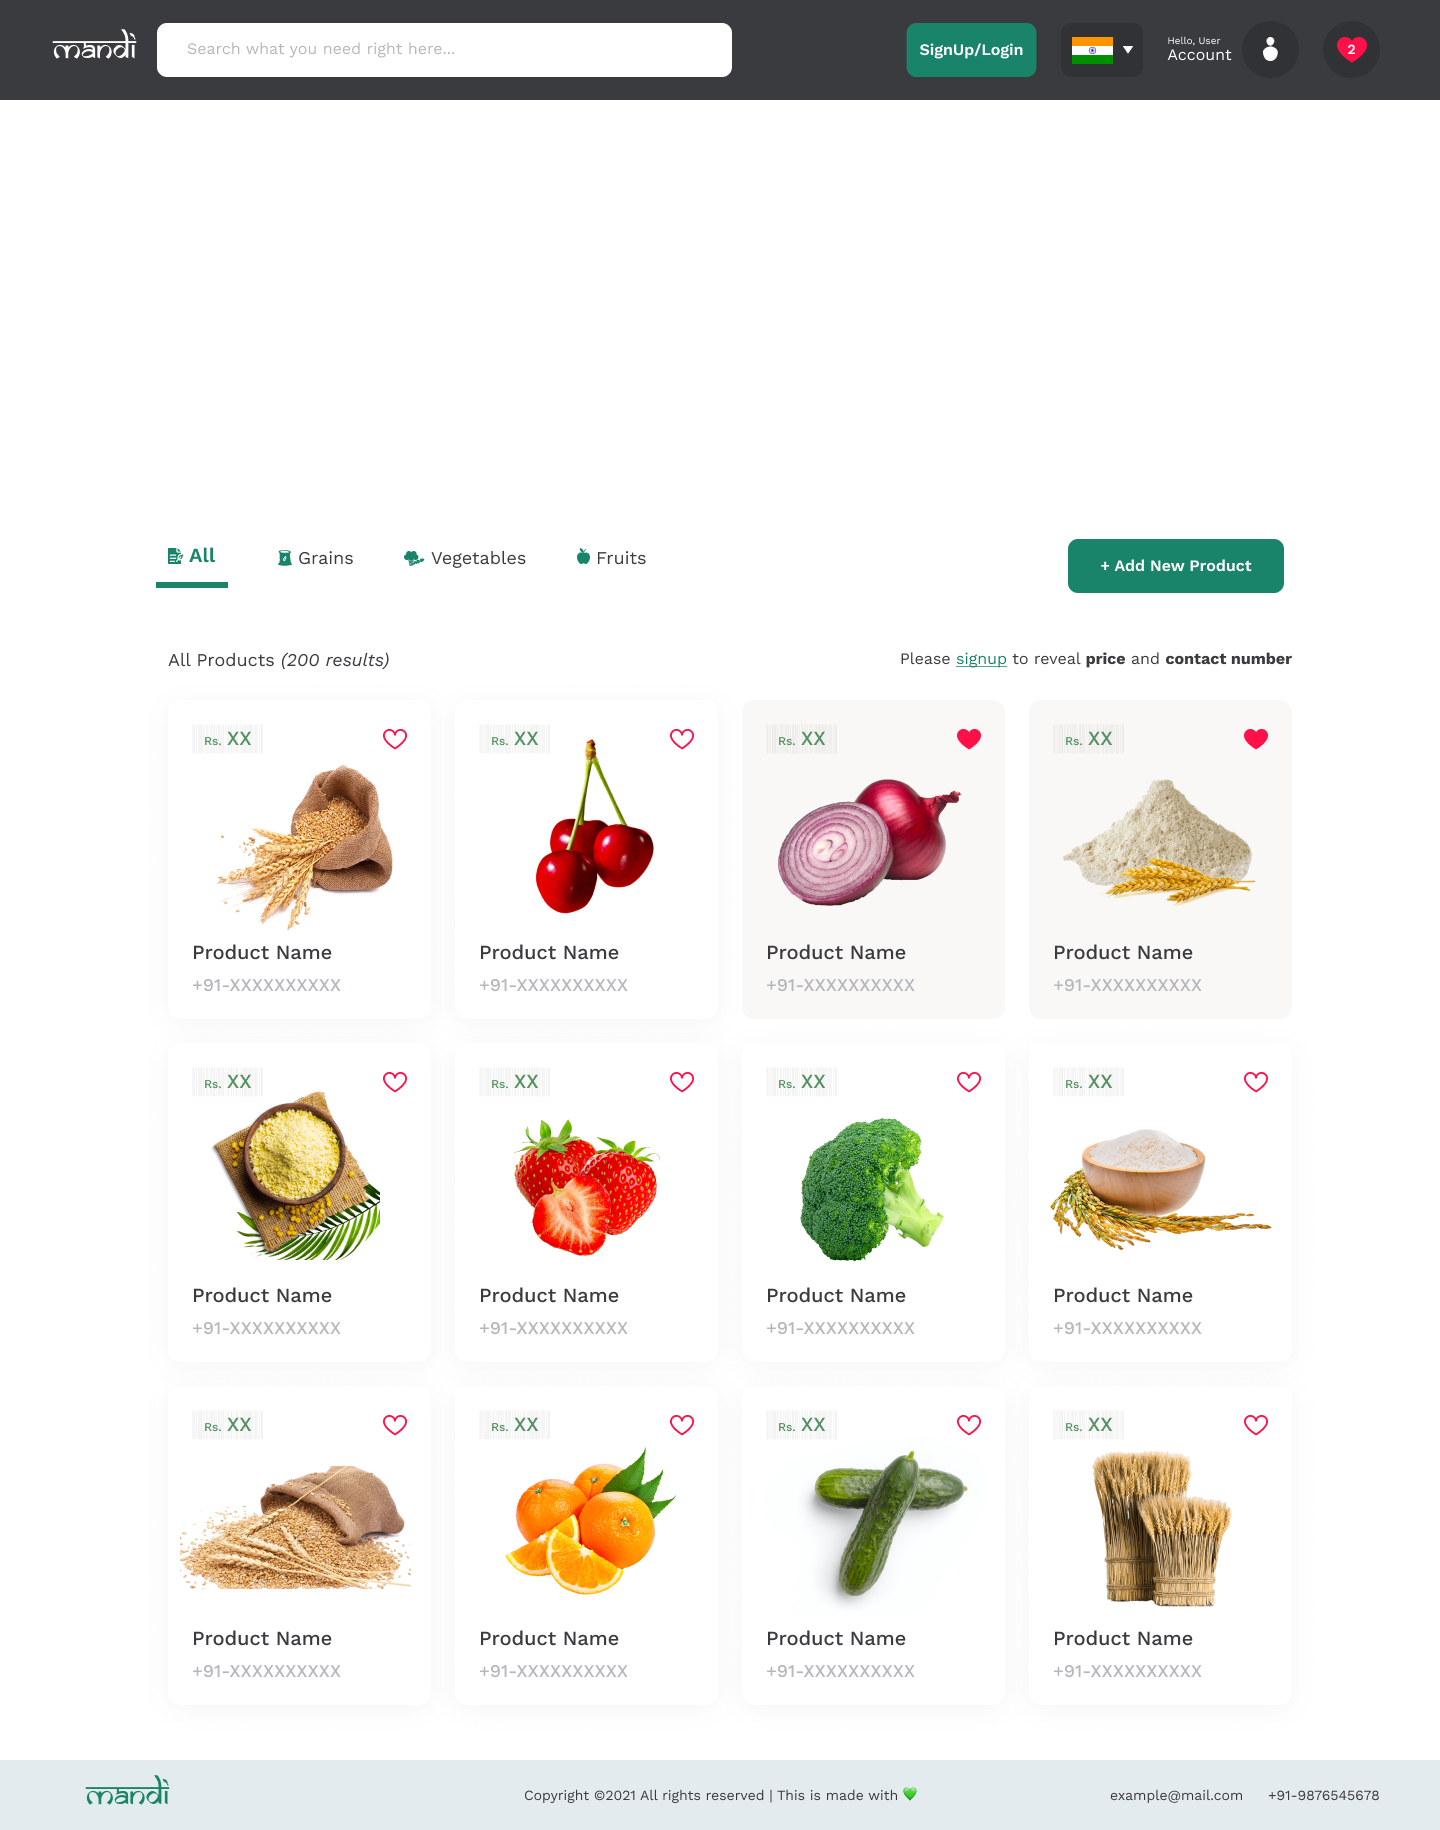 mandi
Search what you need right here...
SignUp/Login
Hello, User
Account
2
All
Grains
Vegetables
Fruits
+ Add New Product
All Products (200 results)
Please signup to reveal price and contact number
Rs. XX
Rs. XX
Rs. XX
Rs. XX
Product Name
Product Name
Product Name
Product Name
+91-XXXXXXXXXX
+91-XXXXXXXXXX
+91-XXXXXXXXXX
+91-XXXXXXXXXX
Rs. XX
Rs. XX
Rs. XX
Rs. XX
Product Name
Product Name
Product Name
Product Name
+91-XXXXXXXXXX
+91-XXXXXXXXXX
+91-XXXXXXXXXX
+91-XXXXXXXXXX
Rs. XX
Rs. XX
Rs. XX
Rs. XX
Product Name
Product Name
Product Name
Product Name
+91-XXXXXXXXXX
+91-XXXXXXXXXX
+91-XXXXXXXXXX
+91-XXXXXXXXXX
mandi
Copyright ©2021 All rights reserved | This is made with 💚
example@mail.com
+91-9876545678